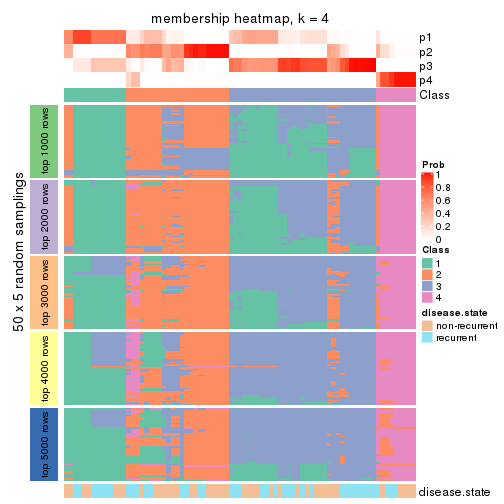 membership heatmap, k = 4
p1
p2
p3
p4
Class
50 x 5 random samplings
top 1000 rows
top 2000 rows
top 3000 rows
top 4000 rows
top 5000 rows
Prob
1
0.8
0.6
0.4
0.2
0
Class
1
2
3
4
disease.state
non-recurrent
recurrent
disease.state